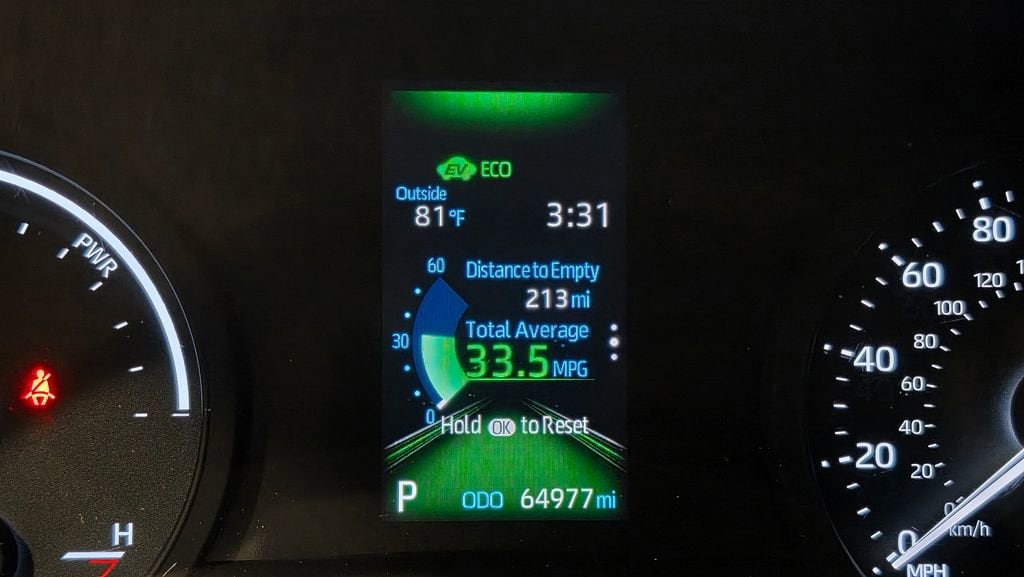 EV ECO
Outside
81°F 3:31
60
Distance to Empty
213 mi
Total Average
30
33.5 MPG
0
Hold OK to Reset
P ODO 64977 mi
PWR
H
80
120
60
100
80
40
60
40
20
20
0
0
km/h
MPH